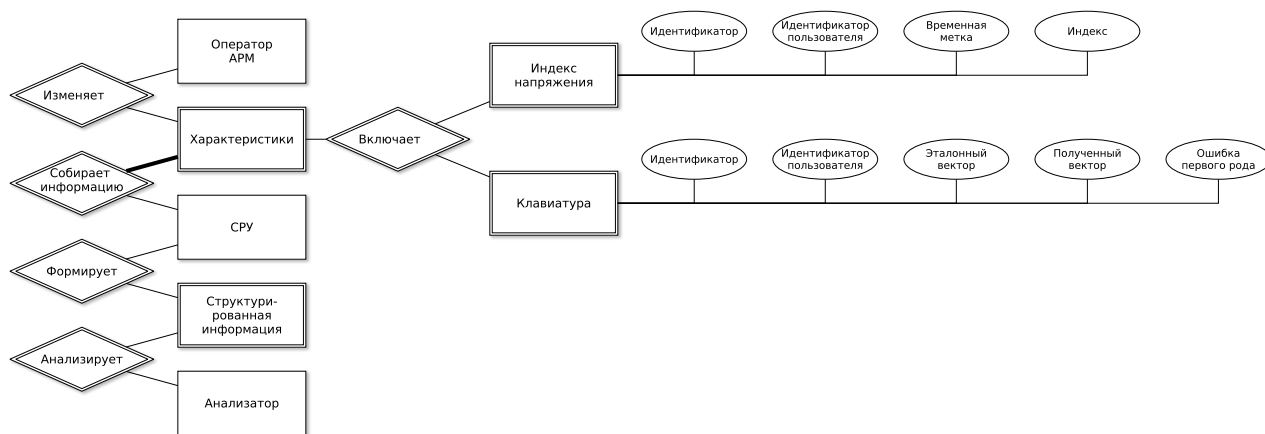 Оператор
АРМ
Изменяет
Характеристики
Собирает
информацию
СРУ
Формирует
Структури-
рованная
информация
Анализирует
Анализатор
Включает
Индекс
напряжения
Идентификатор
Идентификатор
пользователя
Временная
метка
Индекс
Клавиатура
Идентификатор
Идентификатор
пользователя
Эталонный
вектор
Полученный
вектор
Ошибка
первого рода